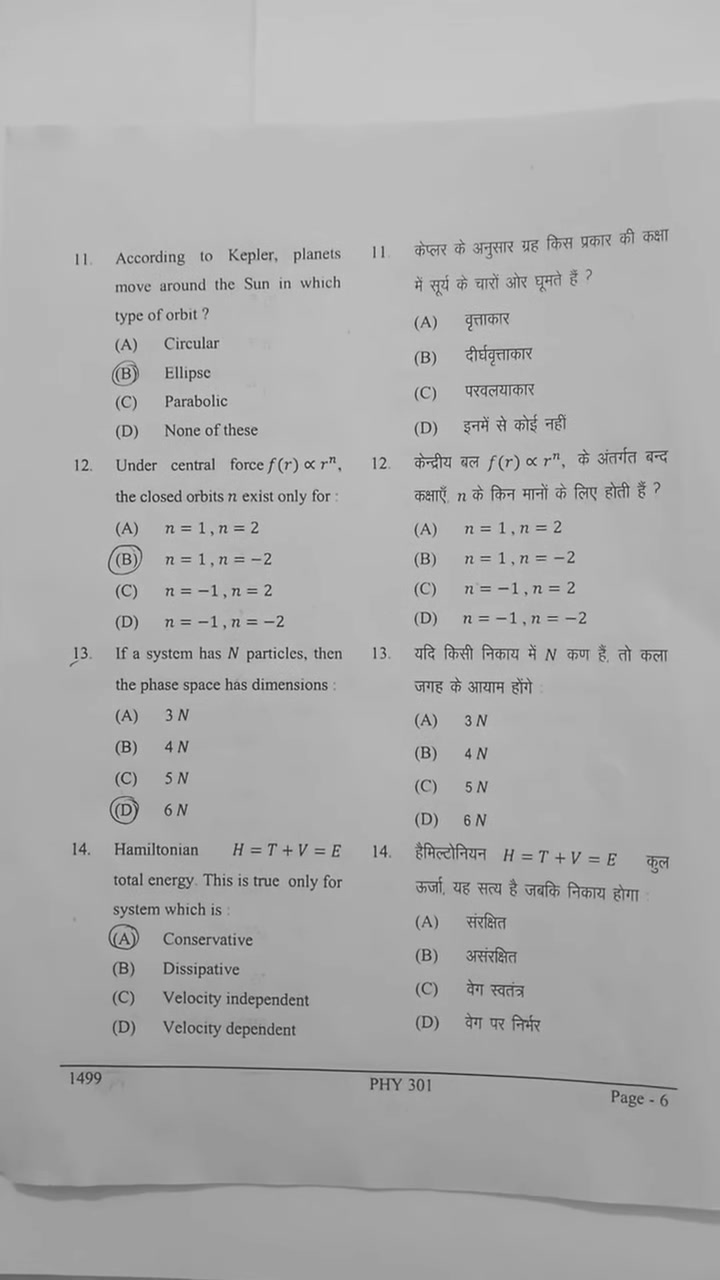 11. According to Kepler, planets
move around the Sun in which
type of orbit ?
(A) Circular
(B) Ellipse
(C) Parabolic
(D) None of these
12. Under central force f(r) ∝ rⁿ,
the closed orbits n exist only for :
(A) n = 1 , n = 2
(B) n = 1 , n = −2
(C) n = −1 , n = 2
(D) n = −1 , n = −2
13. If a system has N particles, then
the phase space has dimensions :
(A) 3 N
(B) 4 N
(C) 5 N
(D) 6 N
14. Hamiltonian H = T + V = E
total energy. This is true only for
system which is :
(A) Conservative
(B) Dissipative
(C) Velocity independent
(D) Velocity dependent
11. केप्लर के अनुसार ग्रह किस प्रकार की कक्षा
में सूर्य के चारों ओर घूमते हैं ?
(A) वृत्ताकार
(B) दीर्घवृत्ताकार
(C) परवलयाकार
(D) इनमें से कोई नहीं
12. केन्द्रीय बल f(r) ∝ rⁿ, के अंतर्गत बन्द
कक्षाएँ, n के किन मानों के लिए होती हैं ?
(A) n = 1 , n = 2
(B) n = 1 , n = −2
(C) n = −1 , n = 2
(D) n = −1 , n = −2
13. यदि किसी निकाय में N कण हैं, तो कला
जगह के आयाम होंगे :
(A) 3 N
(B) 4 N
(C) 5 N
(D) 6 N
14. हैमिल्टोनियन H = T + V = E कुल
ऊर्जा, यह सत्य है जबकि निकाय होगा :
(A) संरक्षित
(B) असंरक्षित
(C) वेग स्वतंत्र
(D) वेग पर निर्भर
1499 PHY 301 Page - 6